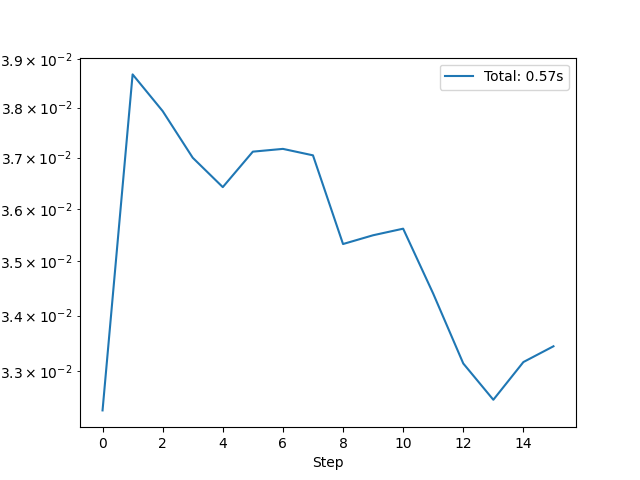 3.9 × 10⁻²
3.8 × 10⁻²
3.7 × 10⁻²
3.6 × 10⁻²
3.5 × 10⁻²
3.4 × 10⁻²
3.3 × 10⁻²
Total: 0.57s
0 2 4 6 8 10 12 14
Step